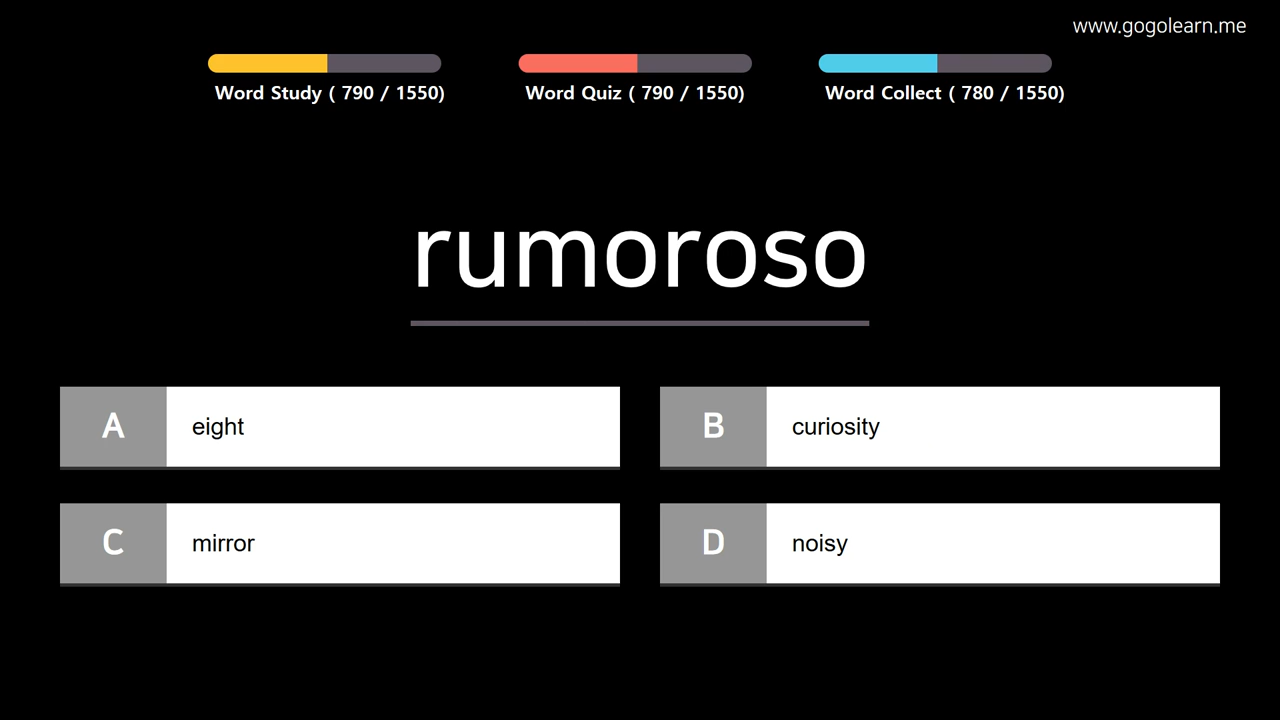 www.gogolearn.me
Word Study ( 790 / 1550)
Word Quiz ( 790 / 1550)
Word Collect ( 780 / 1550)
rumoroso
A eight
B curiosity
C mirror
D noisy